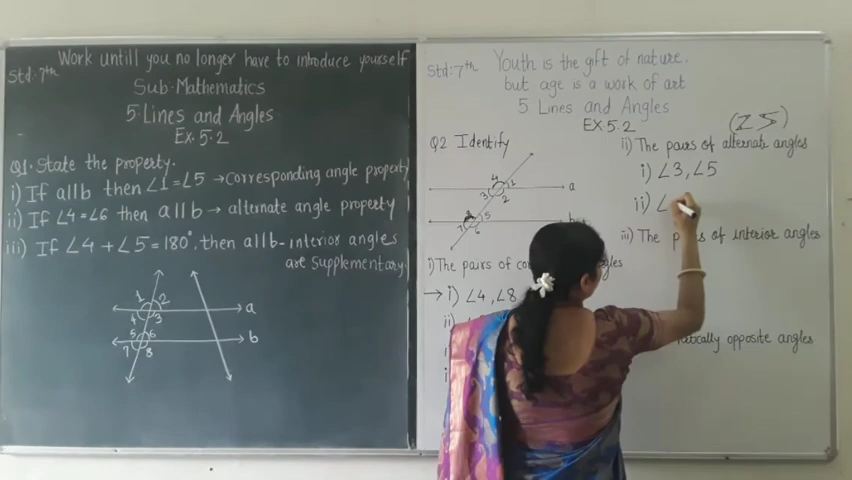 Work untill you no longer have to introduce yourself
Std:7th
Sub-Mathematics
5.Lines and Angles
Ex.5.2
Q1. State the property.
i) If a||b then ∠1=∠5 → Corresponding angle property
ii) If ∠4=∠6 then a||b → alternate angle property
iii) If ∠4+∠5=180°, then a||b - interior angles
are Supplementary
1 2
4 3
a
5 6
7 8
b
Std:7th
Youth is the gift of nature,
but age is a work of art
5 Lines and Angles
EX.5.2
Q2 Identify
4 1
3 2
a
5
7 6
i) The pairs of
→ i) ∠4, ∠8
ii)
(Z S)
ii) The pairs of alternate angles
i) ∠3, ∠5
ii) ∠
iii) The of interior angles
opposite angles